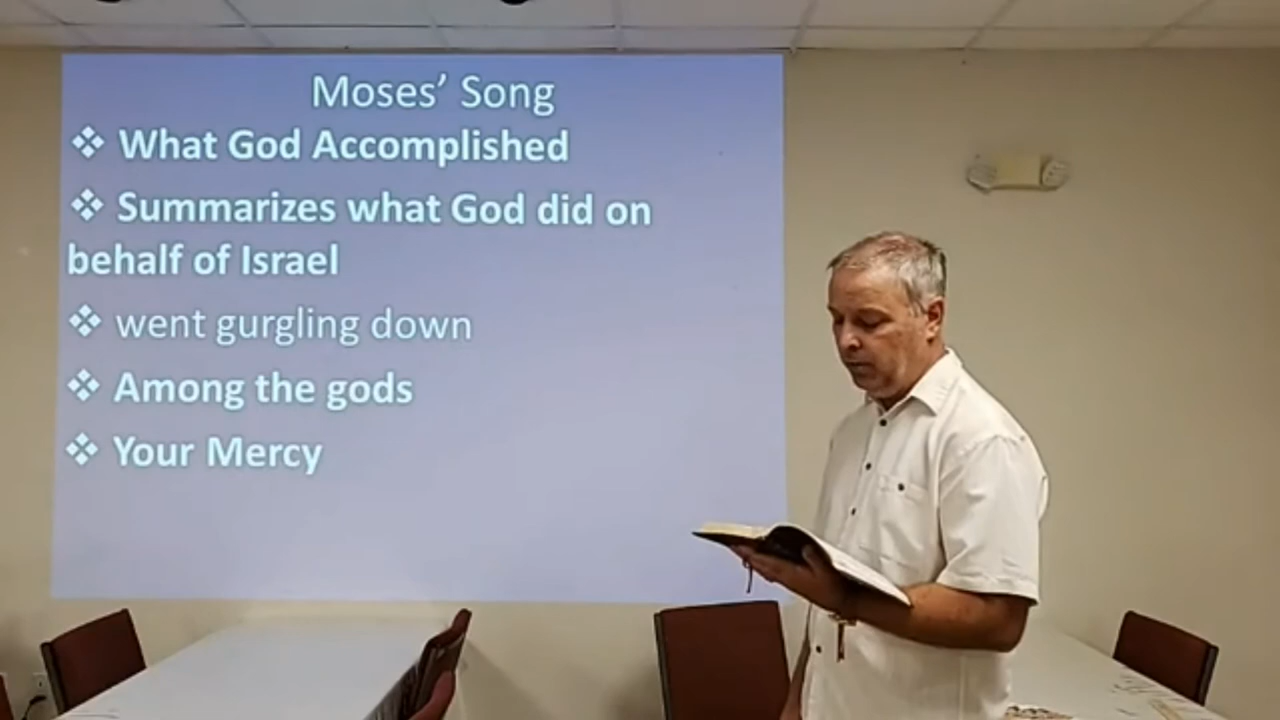 Moses’ Song
❖ What God Accomplished
❖ Summarizes what God did on
behalf of Israel
❖ went gurgling down
❖ Among the gods
❖ Your Mercy